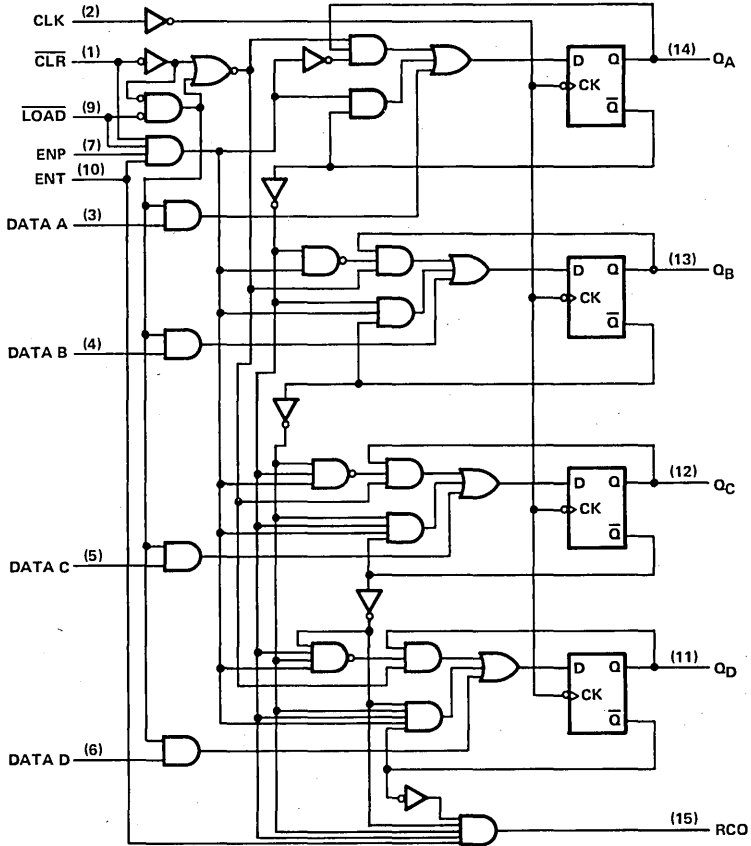 CLK (2)
CLR (1)
LOAD (9)
ENP (7)
ENT (10)
DATA A (3)
D Q (14) QA
CK
Q
DATA B (4)
D Q (13) QB
CK
Q
DATA C (5)
D Q (12) QC
CK
Q
DATA D (6)
D Q (11) QD
CK
Q
(15) RCO